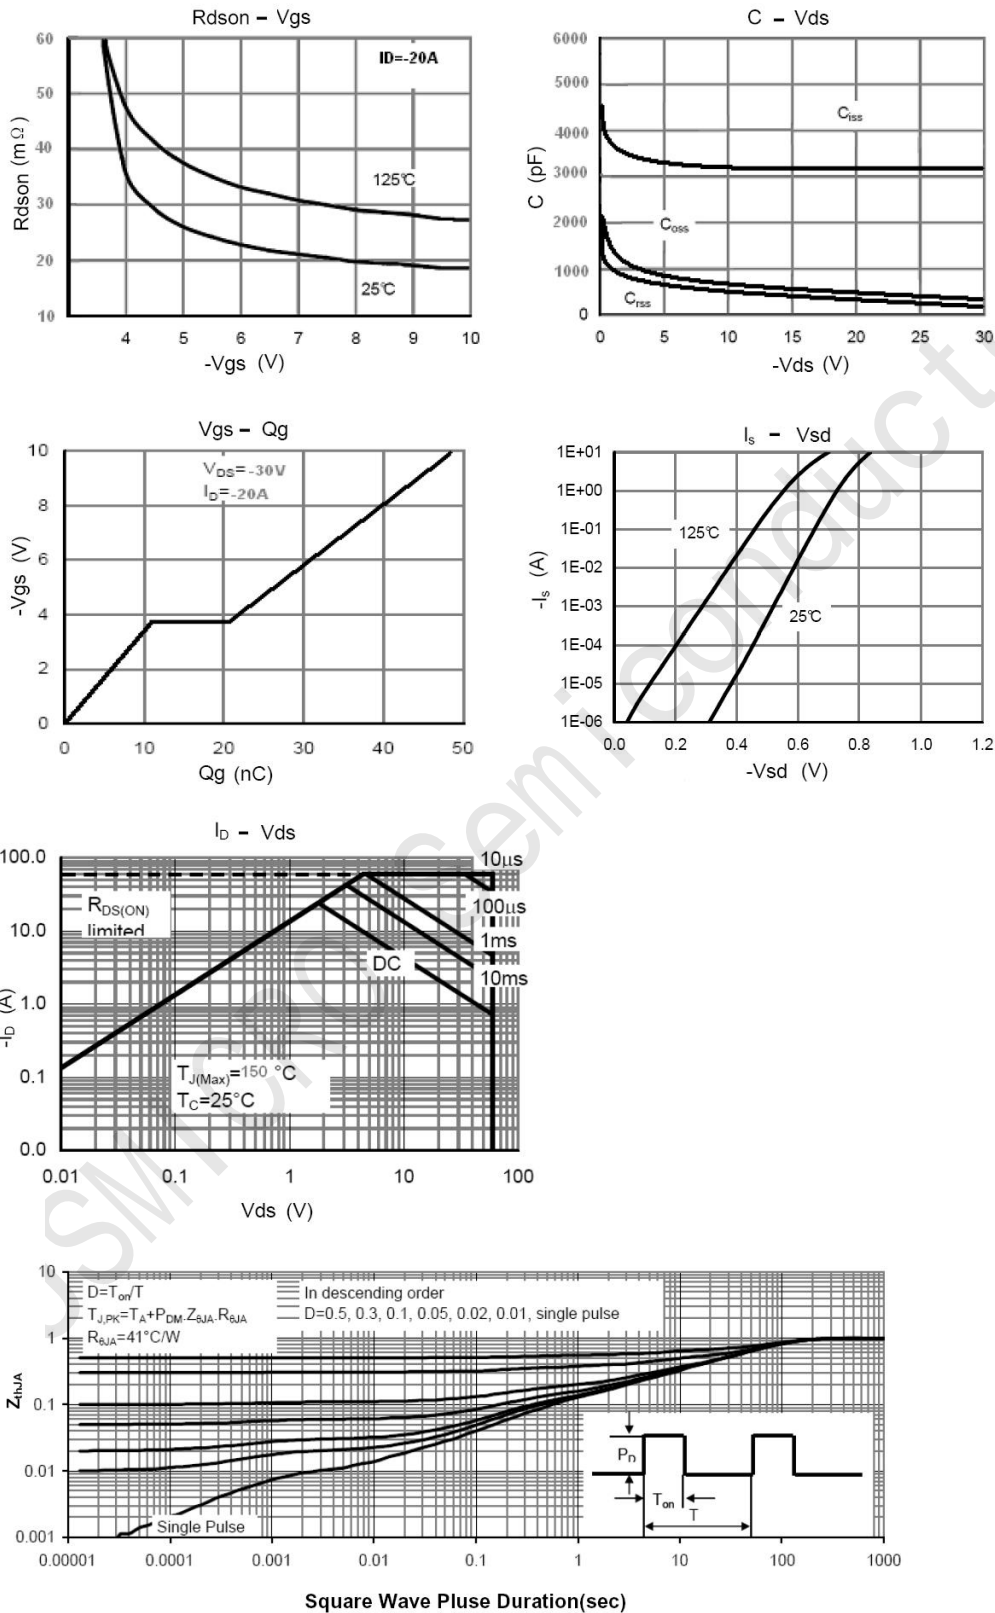 Rdson – Vgs
60
50
40
30
20
10
Rdson (mΩ)
ID=-20A
125℃
25℃
4 5 6 7 8 9 10
-Vgs (V)
C – Vds
6000
5000
4000
3000
2000
1000
0
C (pF)
Ciss
Coss
Crss
0 5 10 15 20 25 30
-Vds (V)
Vgs – Qg
10
8
6
4
2
0
-Vgs (V)
VDS=-30V
ID=-20A
0 10 20 30 40 50
Qg (nC)
Is – Vsd
1E+01
1E+00
1E-01
1E-02
1E-03
1E-04
1E-05
1E-06
-Is (A)
125℃
25℃
0.0 0.2 0.4 0.6 0.8 1.0 1.2
-Vsd (V)
ID – Vds
100.0
10.0
1.0
0.1
0.0
-ID (A)
RDS(ON)
limited
10µs
100µs
1ms
10ms
DC
TJ(Max)=150 °C
TC=25°C
0.01 0.1 1 10 100
Vds (V)
10
1
0.1
0.01
0.001
ZthJA
D=Ton/T
TJ,PK=TA+PDM.ZθJA.RθJA
RθJA=41°C/W
In descending order
D=0.5, 0.3, 0.1, 0.05, 0.02, 0.01, single pulse
Single Pulse
PD
Ton
T
0.00001 0.0001 0.001 0.01 0.1 1 10 100 1000
Square Wave Pluse Duration(sec)